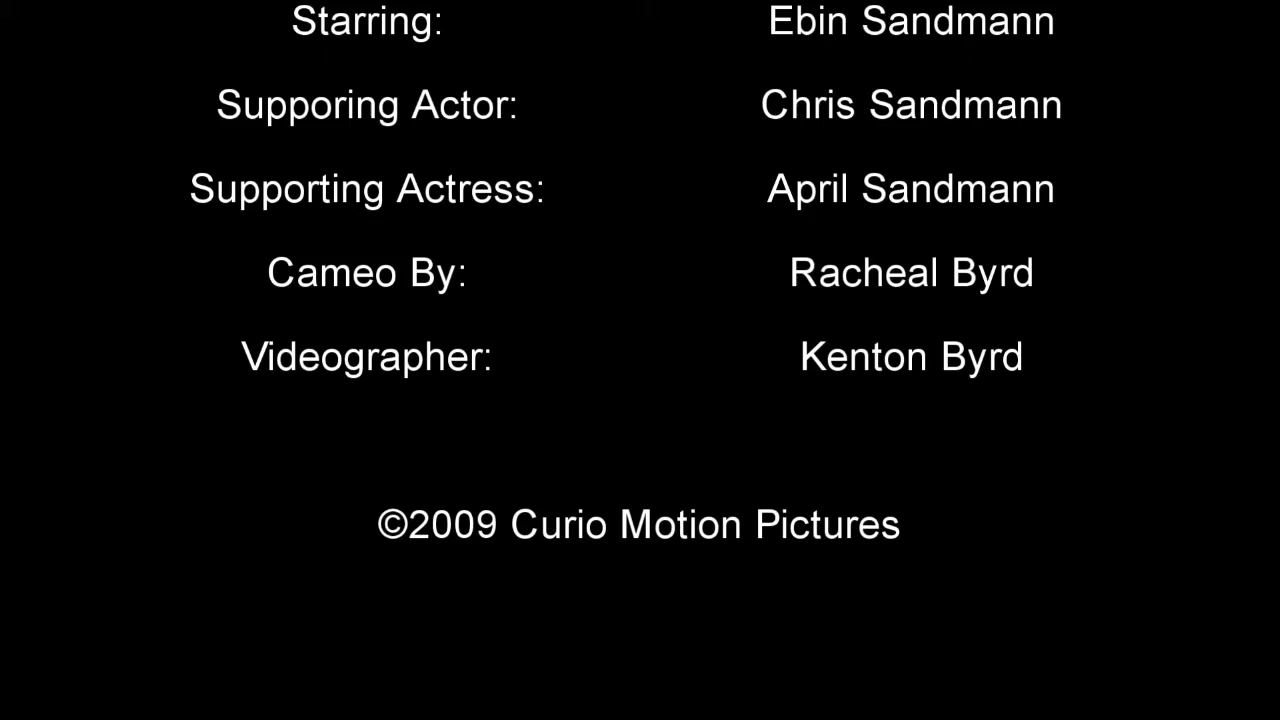 Starring: Ebin Sandmann
Supporing Actor: Chris Sandmann
Supporting Actress: April Sandmann
Cameo By: Racheal Byrd
Videographer: Kenton Byrd
©2009 Curio Motion Pictures